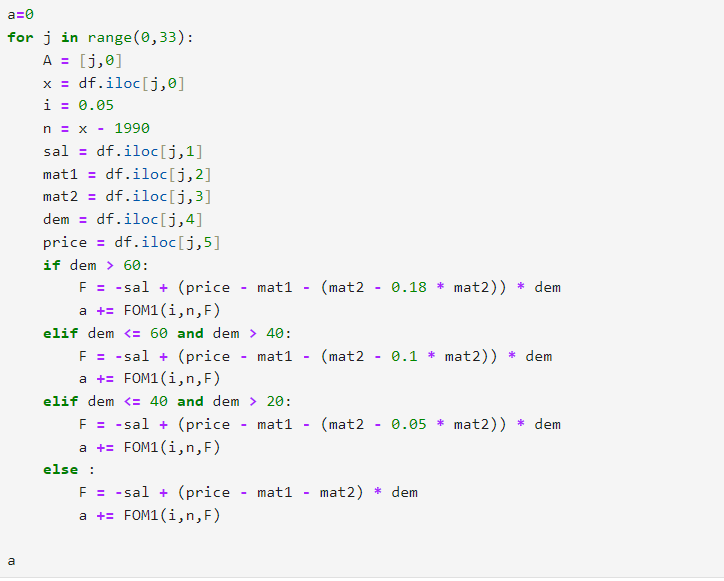 a=0
for j in range(0,33):
    A = [j,0]
    x = df.iloc[j,0]
    i = 0.05
    n = x - 1990
    sal = df.iloc[j,1]
    mat1 = df.iloc[j,2]
    mat2 = df.iloc[j,3]
    dem = df.iloc[j,4]
    price = df.iloc[j,5]
    if dem > 60:
        F = -sal + (price - mat1 - (mat2 - 0.18 * mat2)) * dem
        a += FOM1(i,n,F)
    elif dem <= 60 and dem > 40:
        F = -sal + (price - mat1 - (mat2 - 0.1 * mat2)) * dem
        a += FOM1(i,n,F)
    elif dem <= 40 and dem > 20:
        F = -sal + (price - mat1 - (mat2 - 0.05 * mat2)) * dem
        a += FOM1(i,n,F)
    else :
        F = -sal + (price - mat1 - mat2) * dem
        a += FOM1(i,n,F)

a